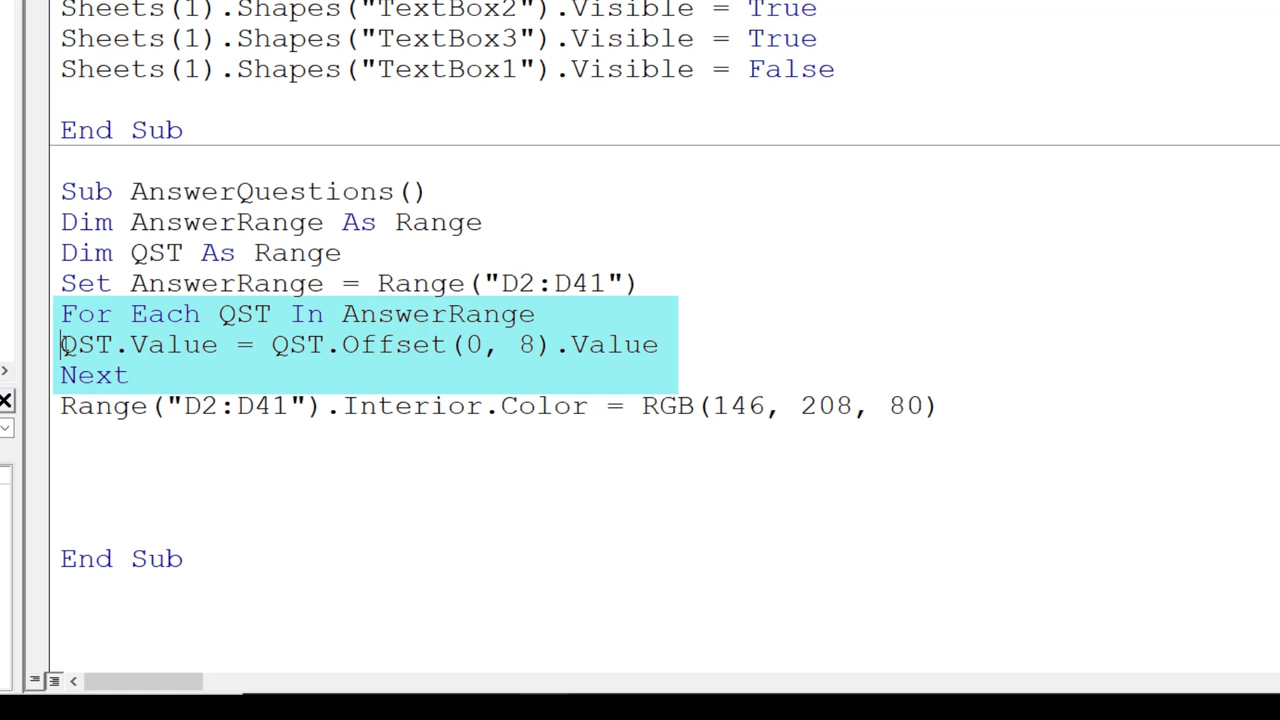 Sheets(1).Shapes("TextBox2").Visible = True
Sheets(1).Shapes("TextBox3").Visible = True
Sheets(1).Shapes("TextBox1").Visible = False
End Sub
Sub AnswerQuestions()
Dim AnswerRange As Range
Dim QST As Range
Set AnswerRange = Range("D2:D41")
For Each QST In AnswerRange
QST.Value = QST.Offset(0, 8).Value
Next
Range("D2:D41").Interior.Color = RGB(146, 208, 80)
End Sub